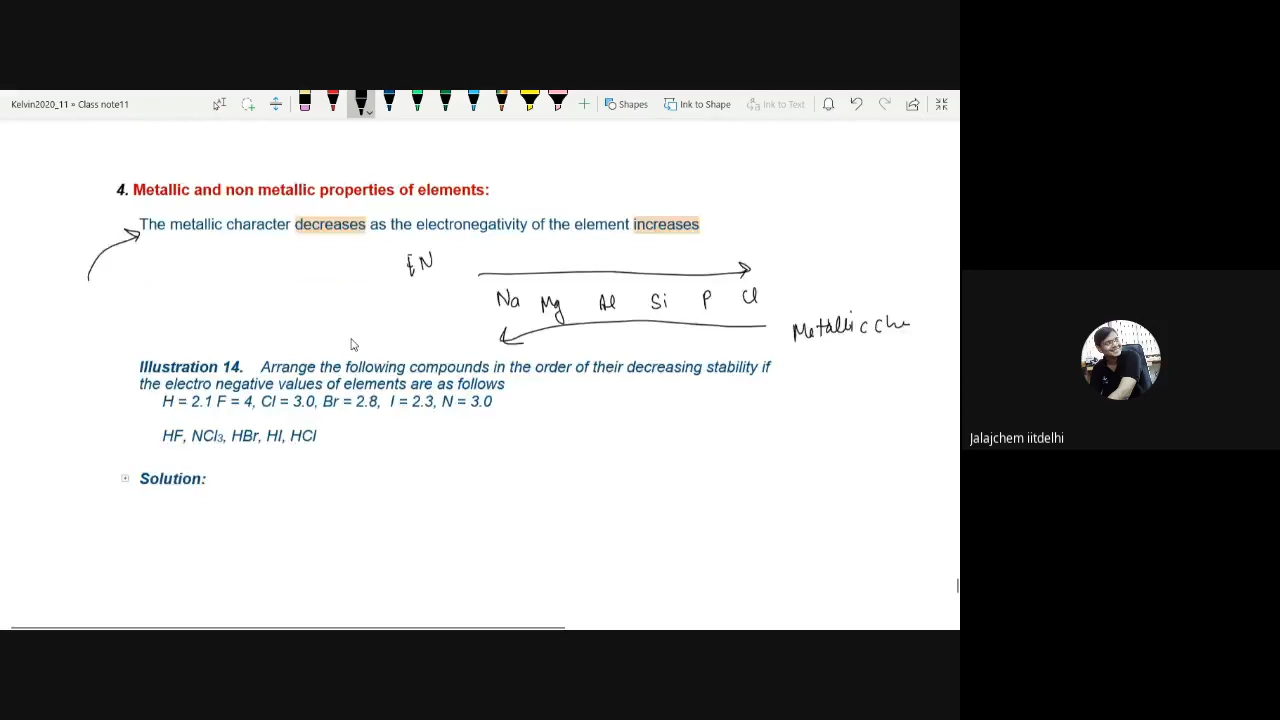 Kelvin2020_11 » Class note11
Shapes
Ink to Shape
Ink to Text
4. Metallic and non metallic properties of elements:
The metallic character decreases as the electronegativity of the element increases
EN
Na Mg Al Si P Cl
Metallic Cha
Illustration 14. Arrange the following compounds in the order of their decreasing stability if
the electro negative values of elements are as follows
H = 2.1 F = 4, Cl = 3.0, Br = 2.8, I = 2.3, N = 3.0
HF, NCl₃, HBr, HI, HCl
Solution:
Jalajchem iitdelhi